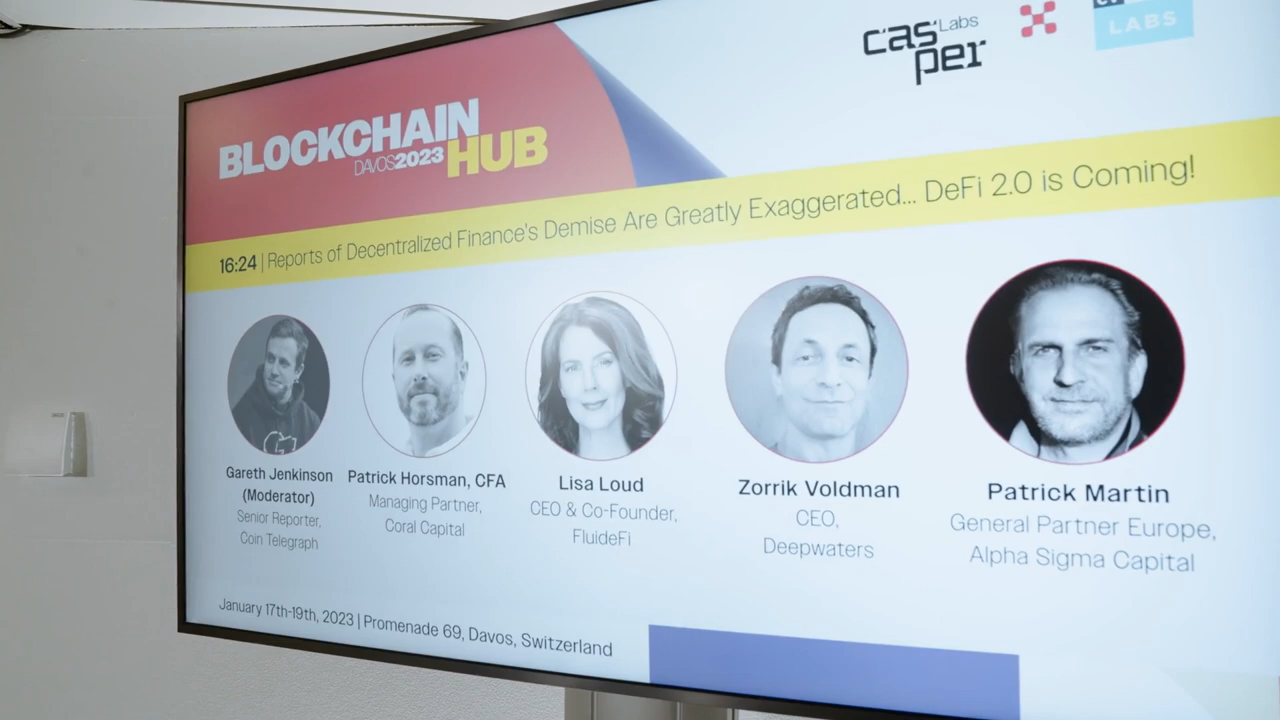 Casper Labs
LABS
BLOCKCHAIN
DAVOS2023 HUB
16:24 | Reports of Decentralized Finance's Demise Are Greatly Exaggerated... DeFi 2.0 is Coming!
Gareth Jenkinson
(Moderator)
Senior Reporter,
Coin Telegraph
Patrick Horsman, CFA
Managing Partner,
Coral Capital
Lisa Loud
CEO & Co-Founder,
FluideFi
Zorrik Voldman
CEO,
Deepwaters
Patrick Martin
General Partner Europe,
Alpha Sigma Capital
January 17th-19th, 2023 | Promenade 69, Davos, Switzerland